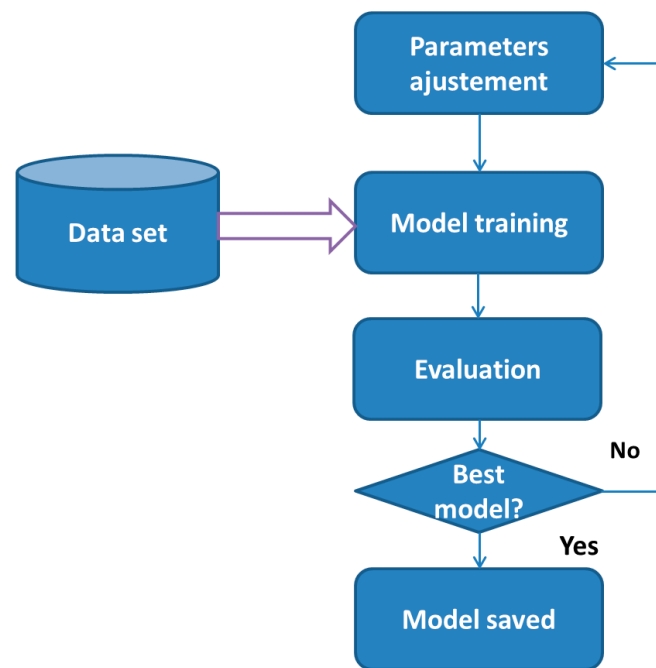 Parameters
ajustement
Data set
Model training
Evaluation
Best
model?
No
Yes
Model saved